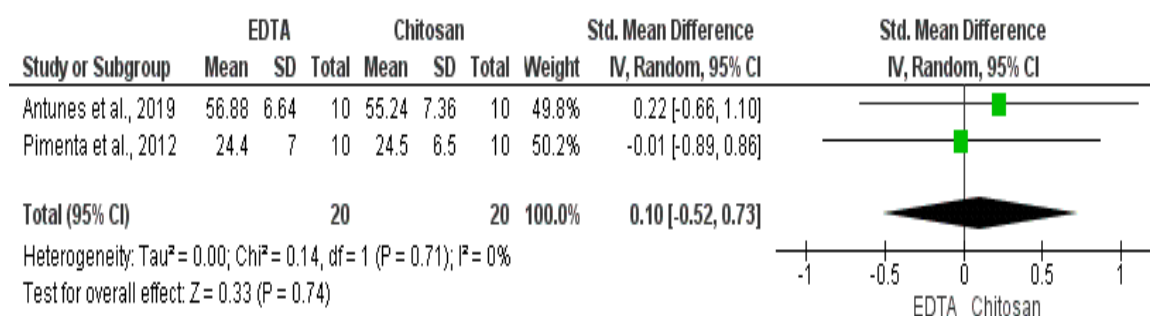 EDTA Chitosan Std. Mean Difference Std. Mean Difference
Study or Subgroup Mean SD Total Mean SD Total Weight IV, Random, 95% CI IV, Random, 95% CI
Antunes et al., 2019 56.88 6.64 10 55.24 7.36 10 49.8% 0.22 [-0.66, 1.10]
Pimenta et al., 2012 24.4 7 10 24.5 6.5 10 50.2% -0.01 [-0.89, 0.86]
Total (95% CI) 20 20 100.0% 0.10 [-0.52, 0.73]
Heterogeneity: Tau² = 0.00; Chi² = 0.14, df = 1 (P = 0.71); I² = 0%
Test for overall effect: Z = 0.33 (P = 0.74)
-1 -0.5 0 0.5 1
EDTA Chitosan